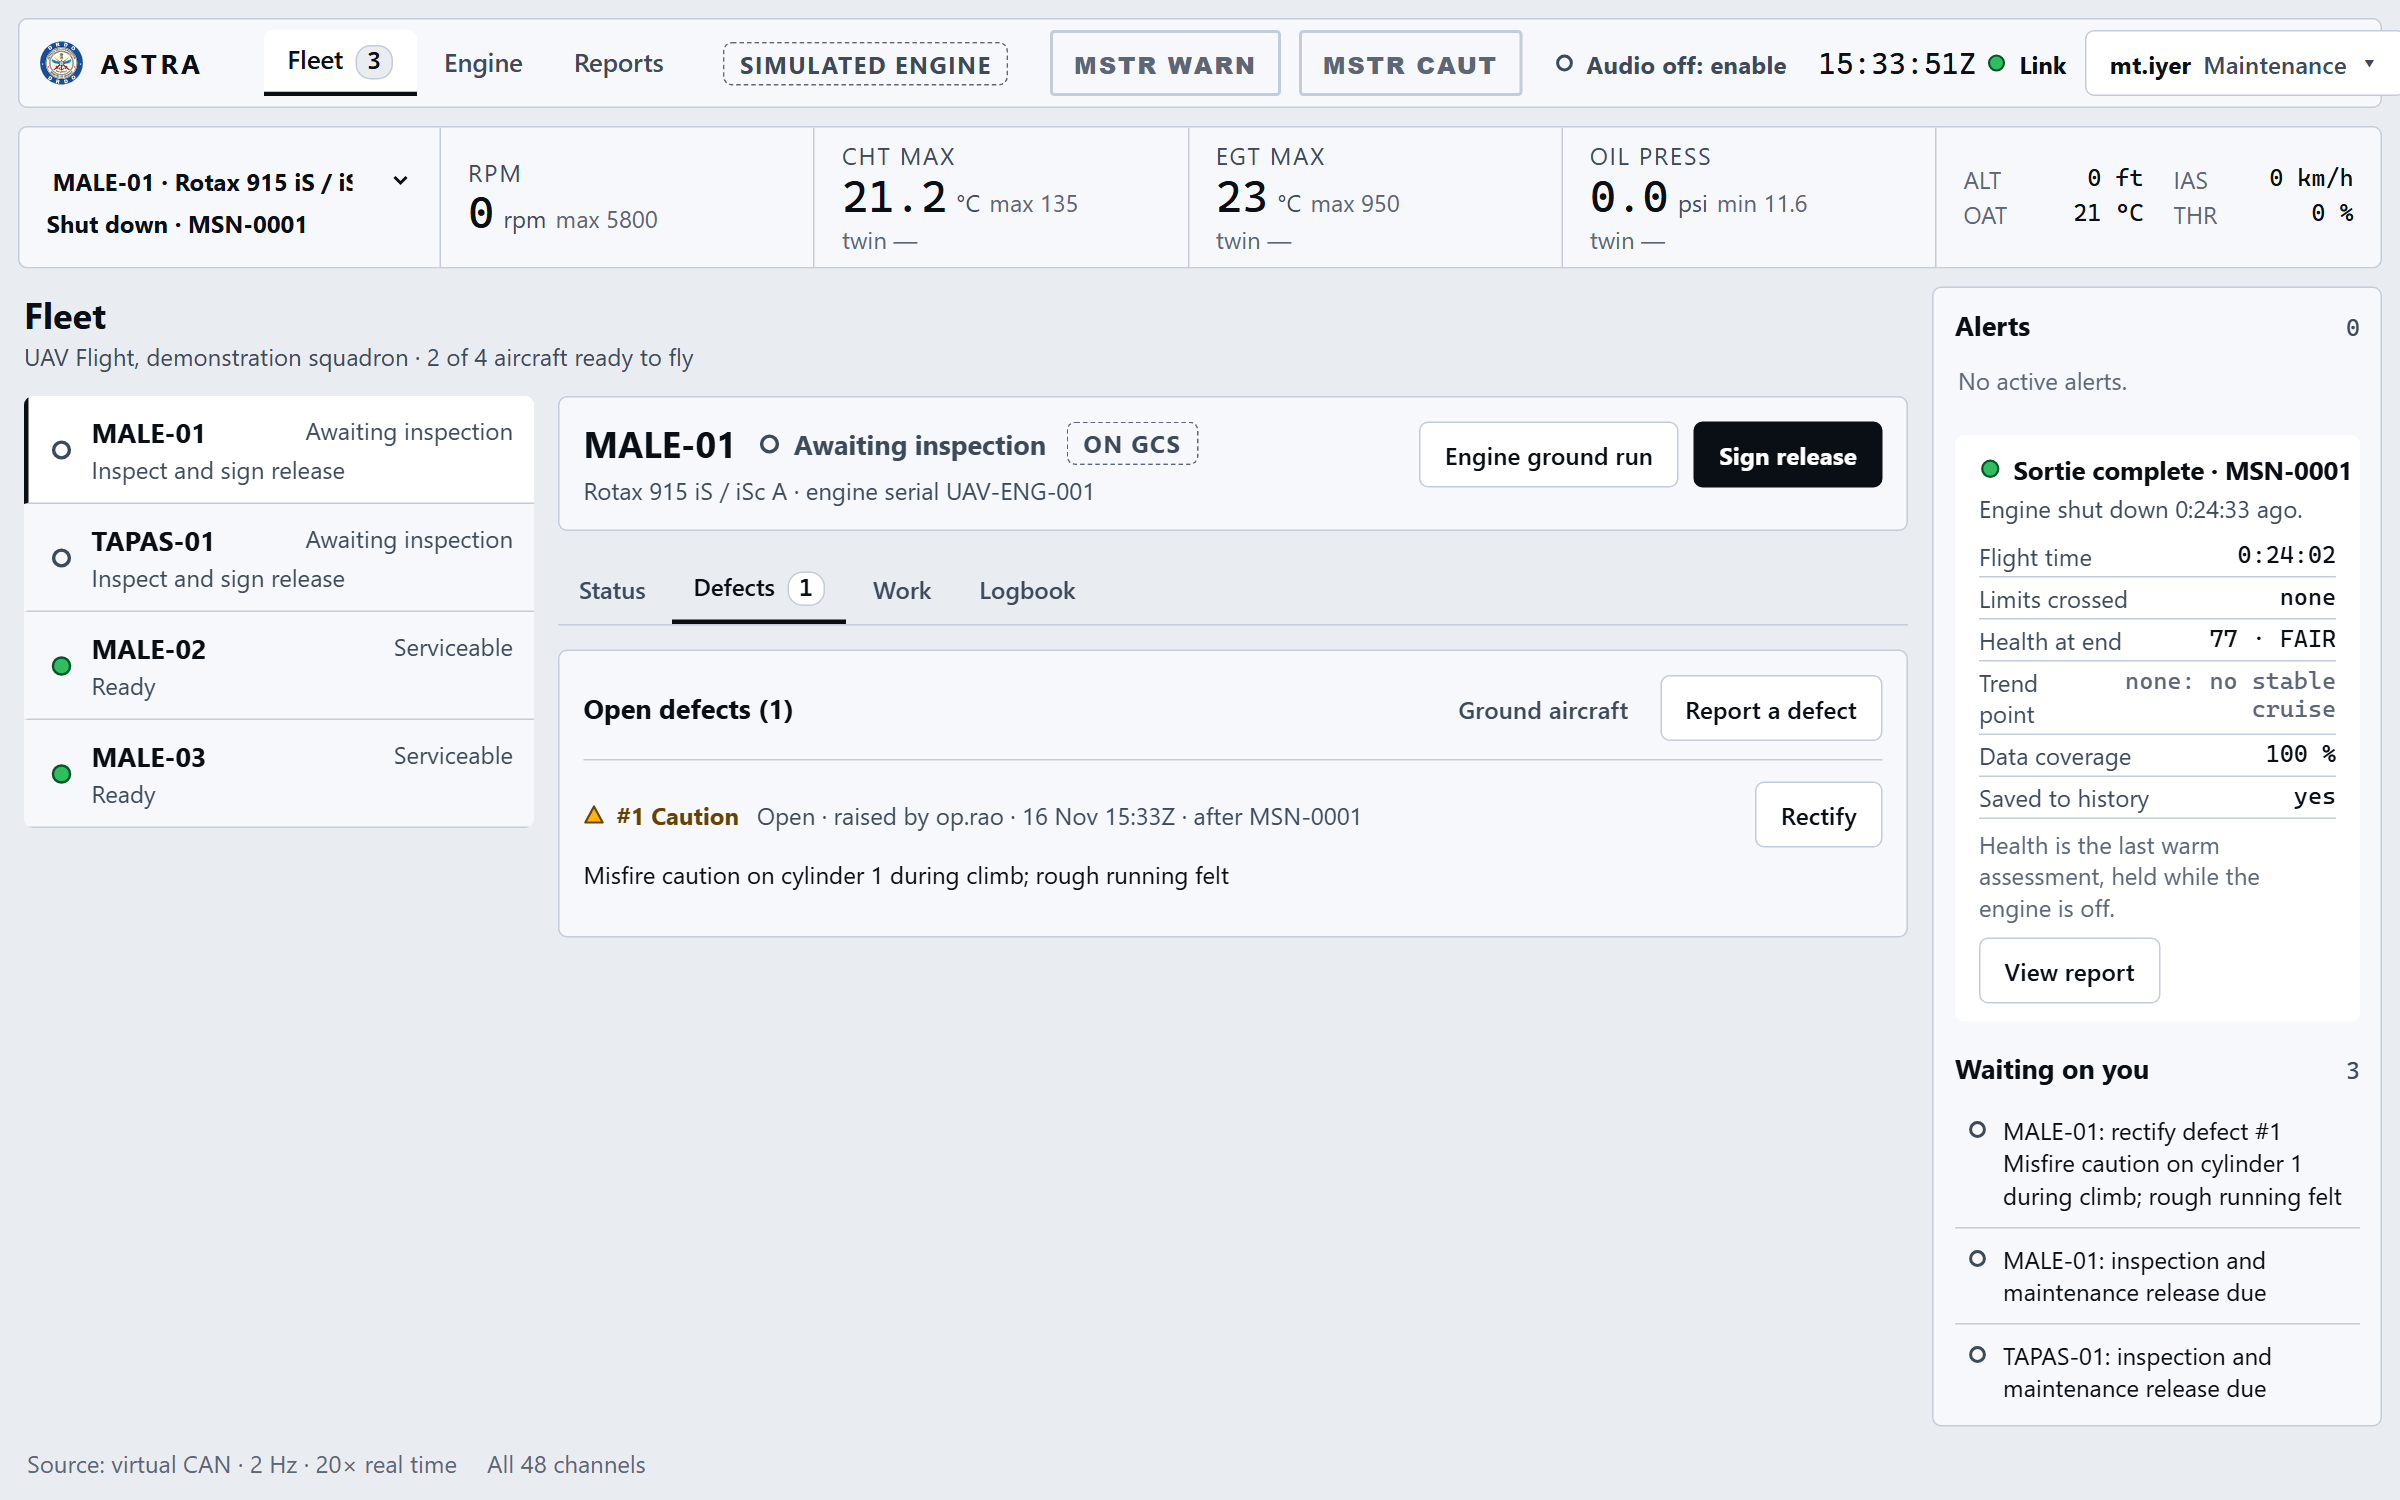 ASTRA
Fleet 3
Engine
Reports
SIMULATED ENGINE
MSTR WARN
MSTR CAUT
Audio off: enable
15:33:51Z
Link
mt.iyer Maintenance
MALE-01 · Rotax 915 iS / iS
Shut down · MSN-0001
RPM
0 rpm max 5800
CHT MAX
21.2 °C max 135
twin —
EGT MAX
23 °C max 950
twin —
OIL PRESS
0.0 psi min 11.6
twin —
ALT 0 ft IAS 0 km/h
OAT 21 °C THR 0 %
Fleet
UAV Flight, demonstration squadron · 2 of 4 aircraft ready to fly
MALE-01 Awaiting inspection
Inspect and sign release
TAPAS-01 Awaiting inspection
Inspect and sign release
MALE-02 Serviceable
Ready
MALE-03 Serviceable
Ready
MALE-01 Awaiting inspection ON GCS
Rotax 915 iS / iSc A · engine serial UAV-ENG-001
Engine ground run
Sign release
Status
Defects 1
Work
Logbook
Open defects (1)
Ground aircraft
Report a defect
#1 Caution Open · raised by op.rao · 16 Nov 15:33Z · after MSN-0001
Rectify
Misfire caution on cylinder 1 during climb; rough running felt
Alerts 0
No active alerts.
Sortie complete · MSN-0001
Engine shut down 0:24:33 ago.
Flight time 0:24:02
Limits crossed none
Health at end 77 · FAIR
Trend point none: no stable cruise
Data coverage 100 %
Saved to history yes
Health is the last warm
assessment, held while the
engine is off.
View report
Waiting on you 3
MALE-01: rectify defect #1
Misfire caution on cylinder 1
during climb; rough running felt
MALE-01: inspection and
maintenance release due
TAPAS-01: inspection and
maintenance release due
Source: virtual CAN · 2 Hz · 20× real time
All 48 channels